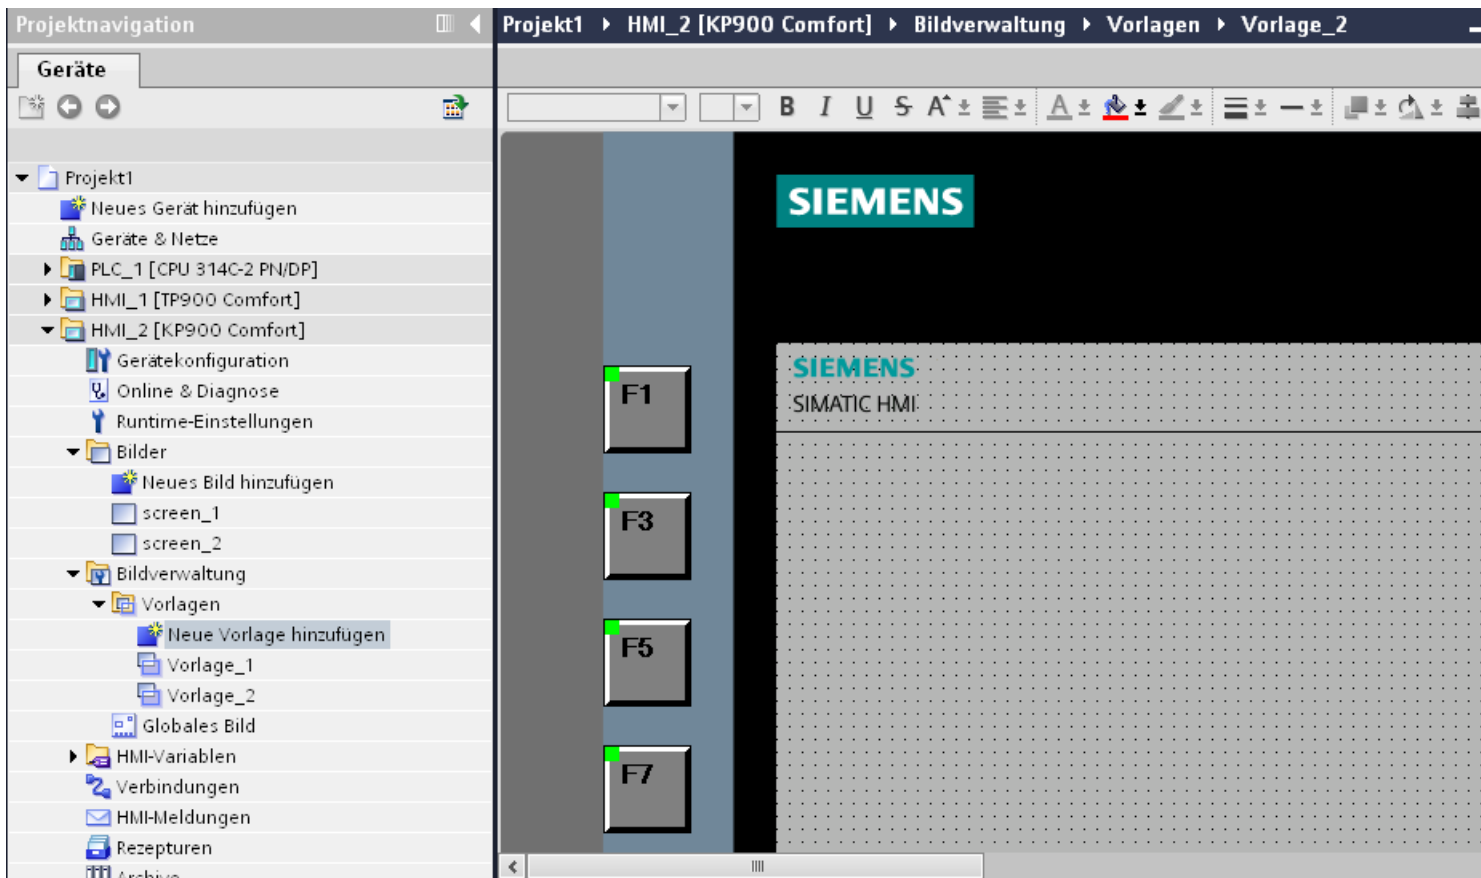 Projektnavigation
Projekt1 HMI_2 [KP900 Comfort] Bildverwaltung Vorlagen Vorlage_2
Geräte
B I U S A A
Projekt1
Neues Gerät hinzufügen
Geräte & Netze
PLC_1 [CPU 314C-2 PN/DP]
HMI_1 [TP900 Comfort]
HMI_2 [KP900 Comfort]
Gerätekonfiguration
Online & Diagnose
Runtime-Einstellungen
Bilder
Neues Bild hinzufügen
screen_1
screen_2
Bildverwaltung
Vorlagen
Neue Vorlage hinzufügen
Vorlage_1
Vorlage_2
Globales Bild
HMI-Variablen
Verbindungen
HMI-Meldungen
Rezepturen
Archive
SIEMENS
SIEMENS
SIMATIC HMI
F1
F3
F5
F7